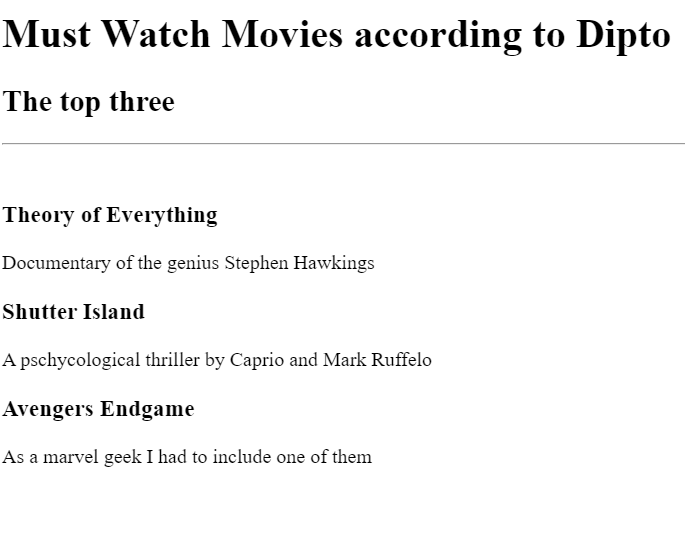 Must Watch Movies according to Dipto
The top three
Theory of Everything
Documentary of the genius Stephen Hawkings
Shutter Island
A pschycological thriller by Caprio and Mark Ruffelo
Avengers Endgame
As a marvel geek I had to include one of them